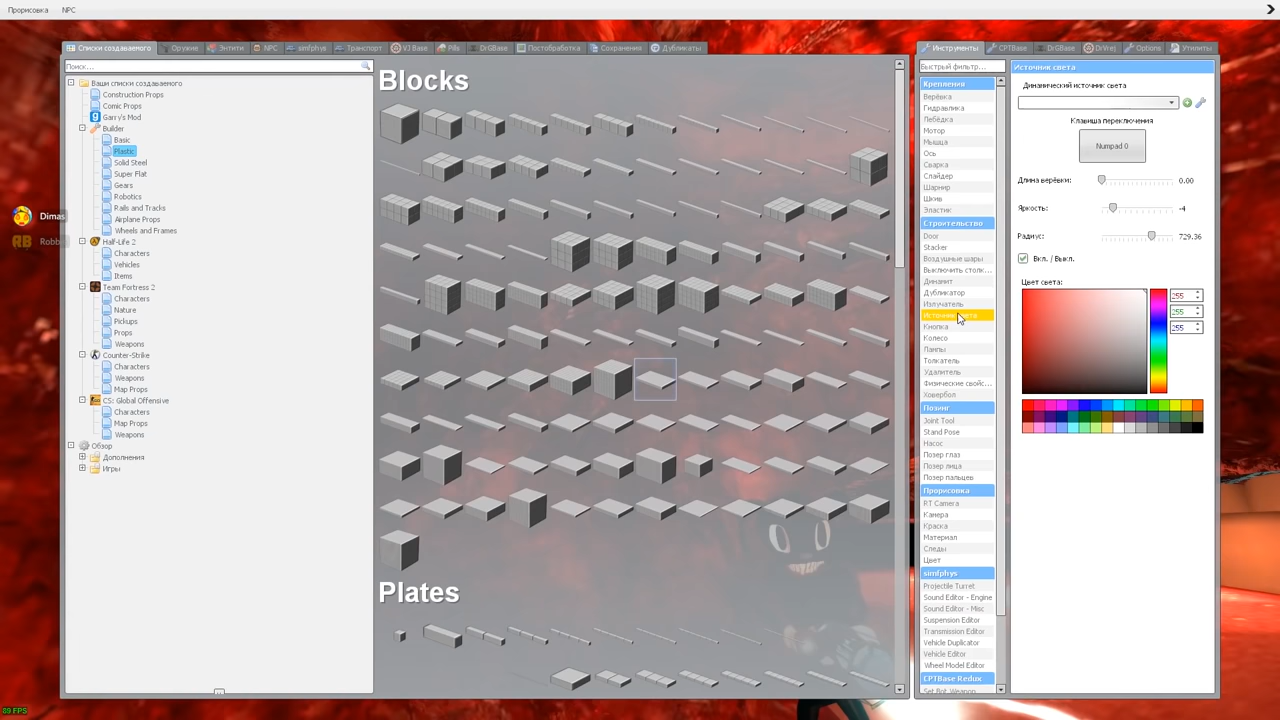 Прорисовка NPC
Списки создаваемого Оружие Энтити NPC simfphys Транспорт VJ Base Pills DrGBase Постобработка Сохранения Дубликаты
Поиск...
Ваши списки создаваемого
Construction Props
Comic Props
Garry's Mod
Builder
Basic
Plastic
Solid Steel
Super Flat
Gears
Robotics
Rails and Tracks
Airplane Props
Wheels and Frames
Half-Life 2
Characters
Vehicles
Items
Team Fortress 2
Characters
Nature
Pickups
Props
Weapons
Counter-Strike
Characters
Weapons
Map Props
CS: Global Offensive
Characters
Map Props
Weapons
Обзор
Дополнения
Игры
Dimas
Robb
Blocks
Plates
Инструменты CPTBase DrGBase DrVrej Options Утилиты
Быстрый фильтр...
Крепления
Верёвка
Гидравлика
Лебёдка
Мотор
Мышца
Ось
Сварка
Слайдер
Шарнир
Шкив
Эластик
Строительство
Door
Stacker
Воздушные шары
Выключить столк...
Динамит
Дубликатор
Излучатель
Источник света
Кнопка
Колесо
Лампы
Толкатель
Удалитель
Физические свойс...
Ховербол
Позинг
Joint Tool
Stand Pose
Насос
Позер глаз
Позер лица
Позер пальцев
Прорисовка
RT Camera
Камера
Краска
Материал
Следы
Цвет
simfphys
Projectile Turret
Sound Editor - Engine
Sound Editor - Misc
Suspension Editor
Transmission Editor
Vehicle Duplicator
Vehicle Editor
Wheel Model Editor
CPTBase Redux
Set Bot Weapon
Источник света
Динамический источник света
Клавиша переключения
Numpad 0
Длина верёвки: 0.00
Яркость: -4
Радиус: 729.36
Вкл. / Выкл.
Цвет света:
255
255
255
89 FPS